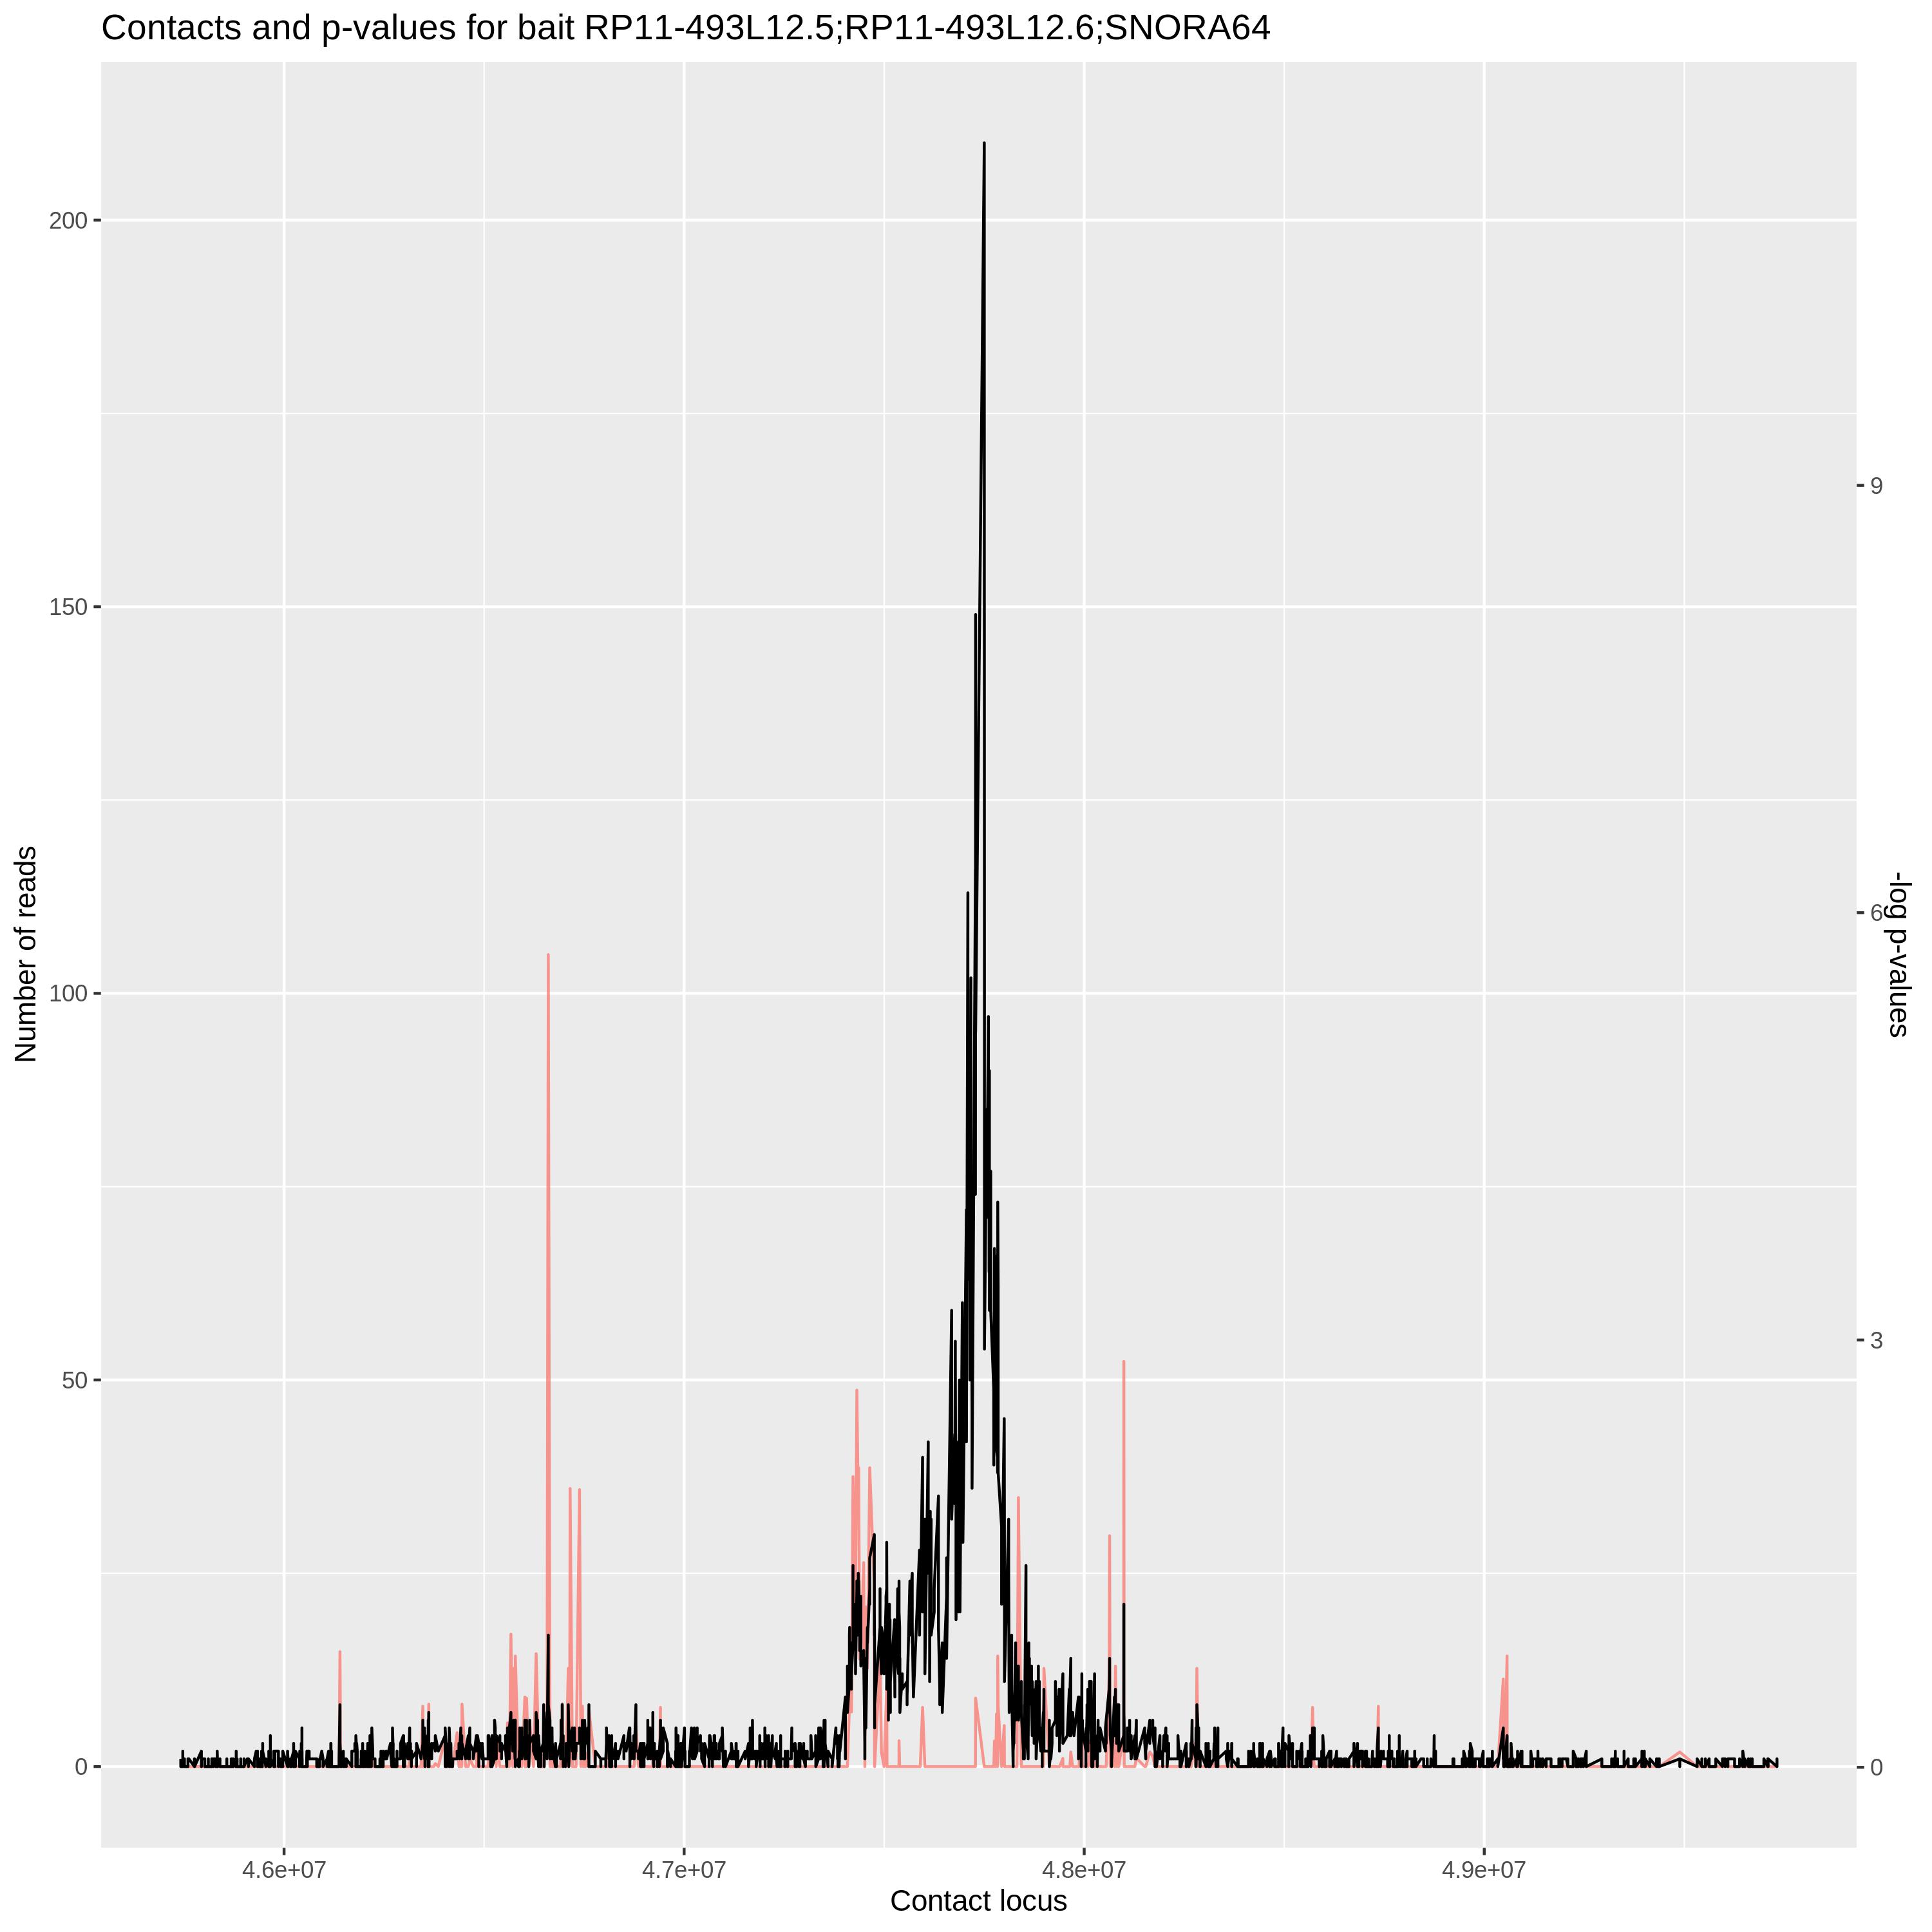 Contacts and p-values for bait RP11-493L12.5;RP11-493L12.6;SNORA64
Number of reads
200
150
100
50
0
9
6
3
0
-log p-values
4.6e+07 4.7e+07 4.8e+07 4.9e+07
Contact locus